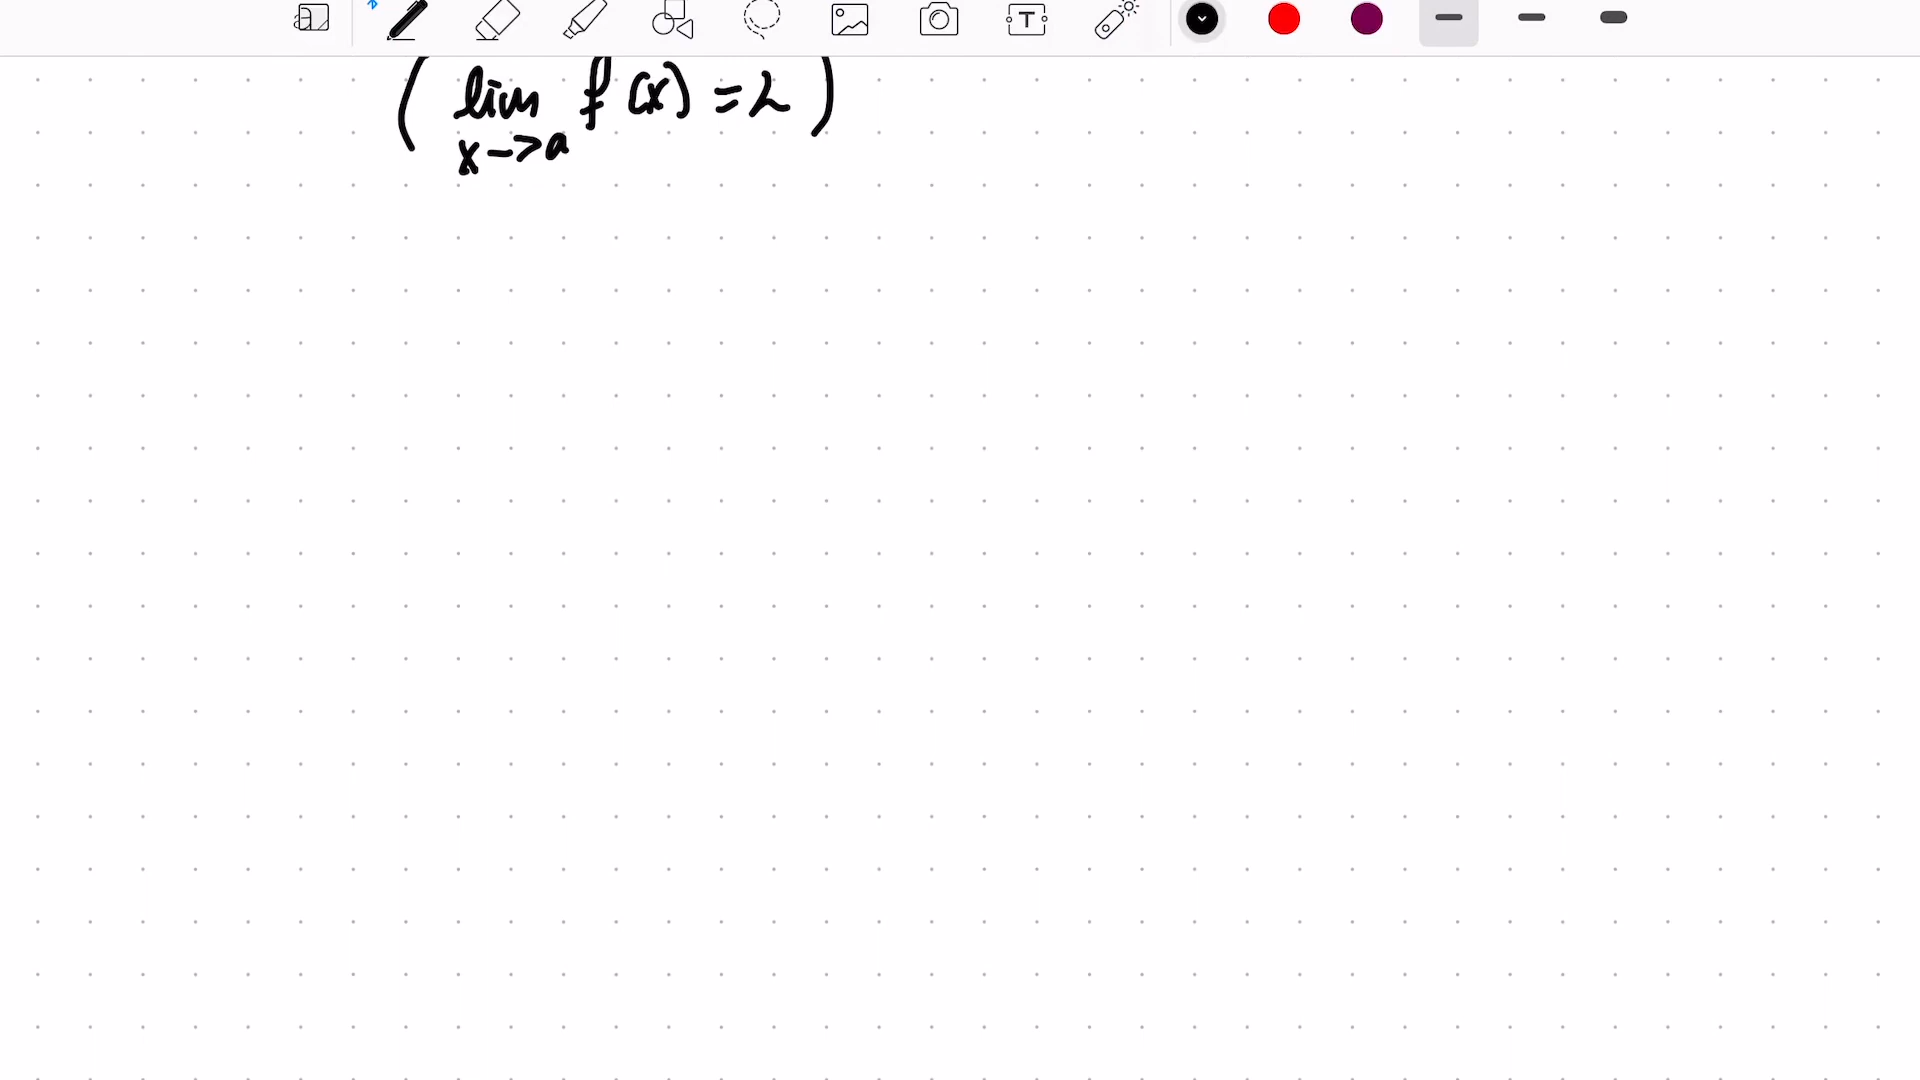 ( lim f(x) = L )
x -> a